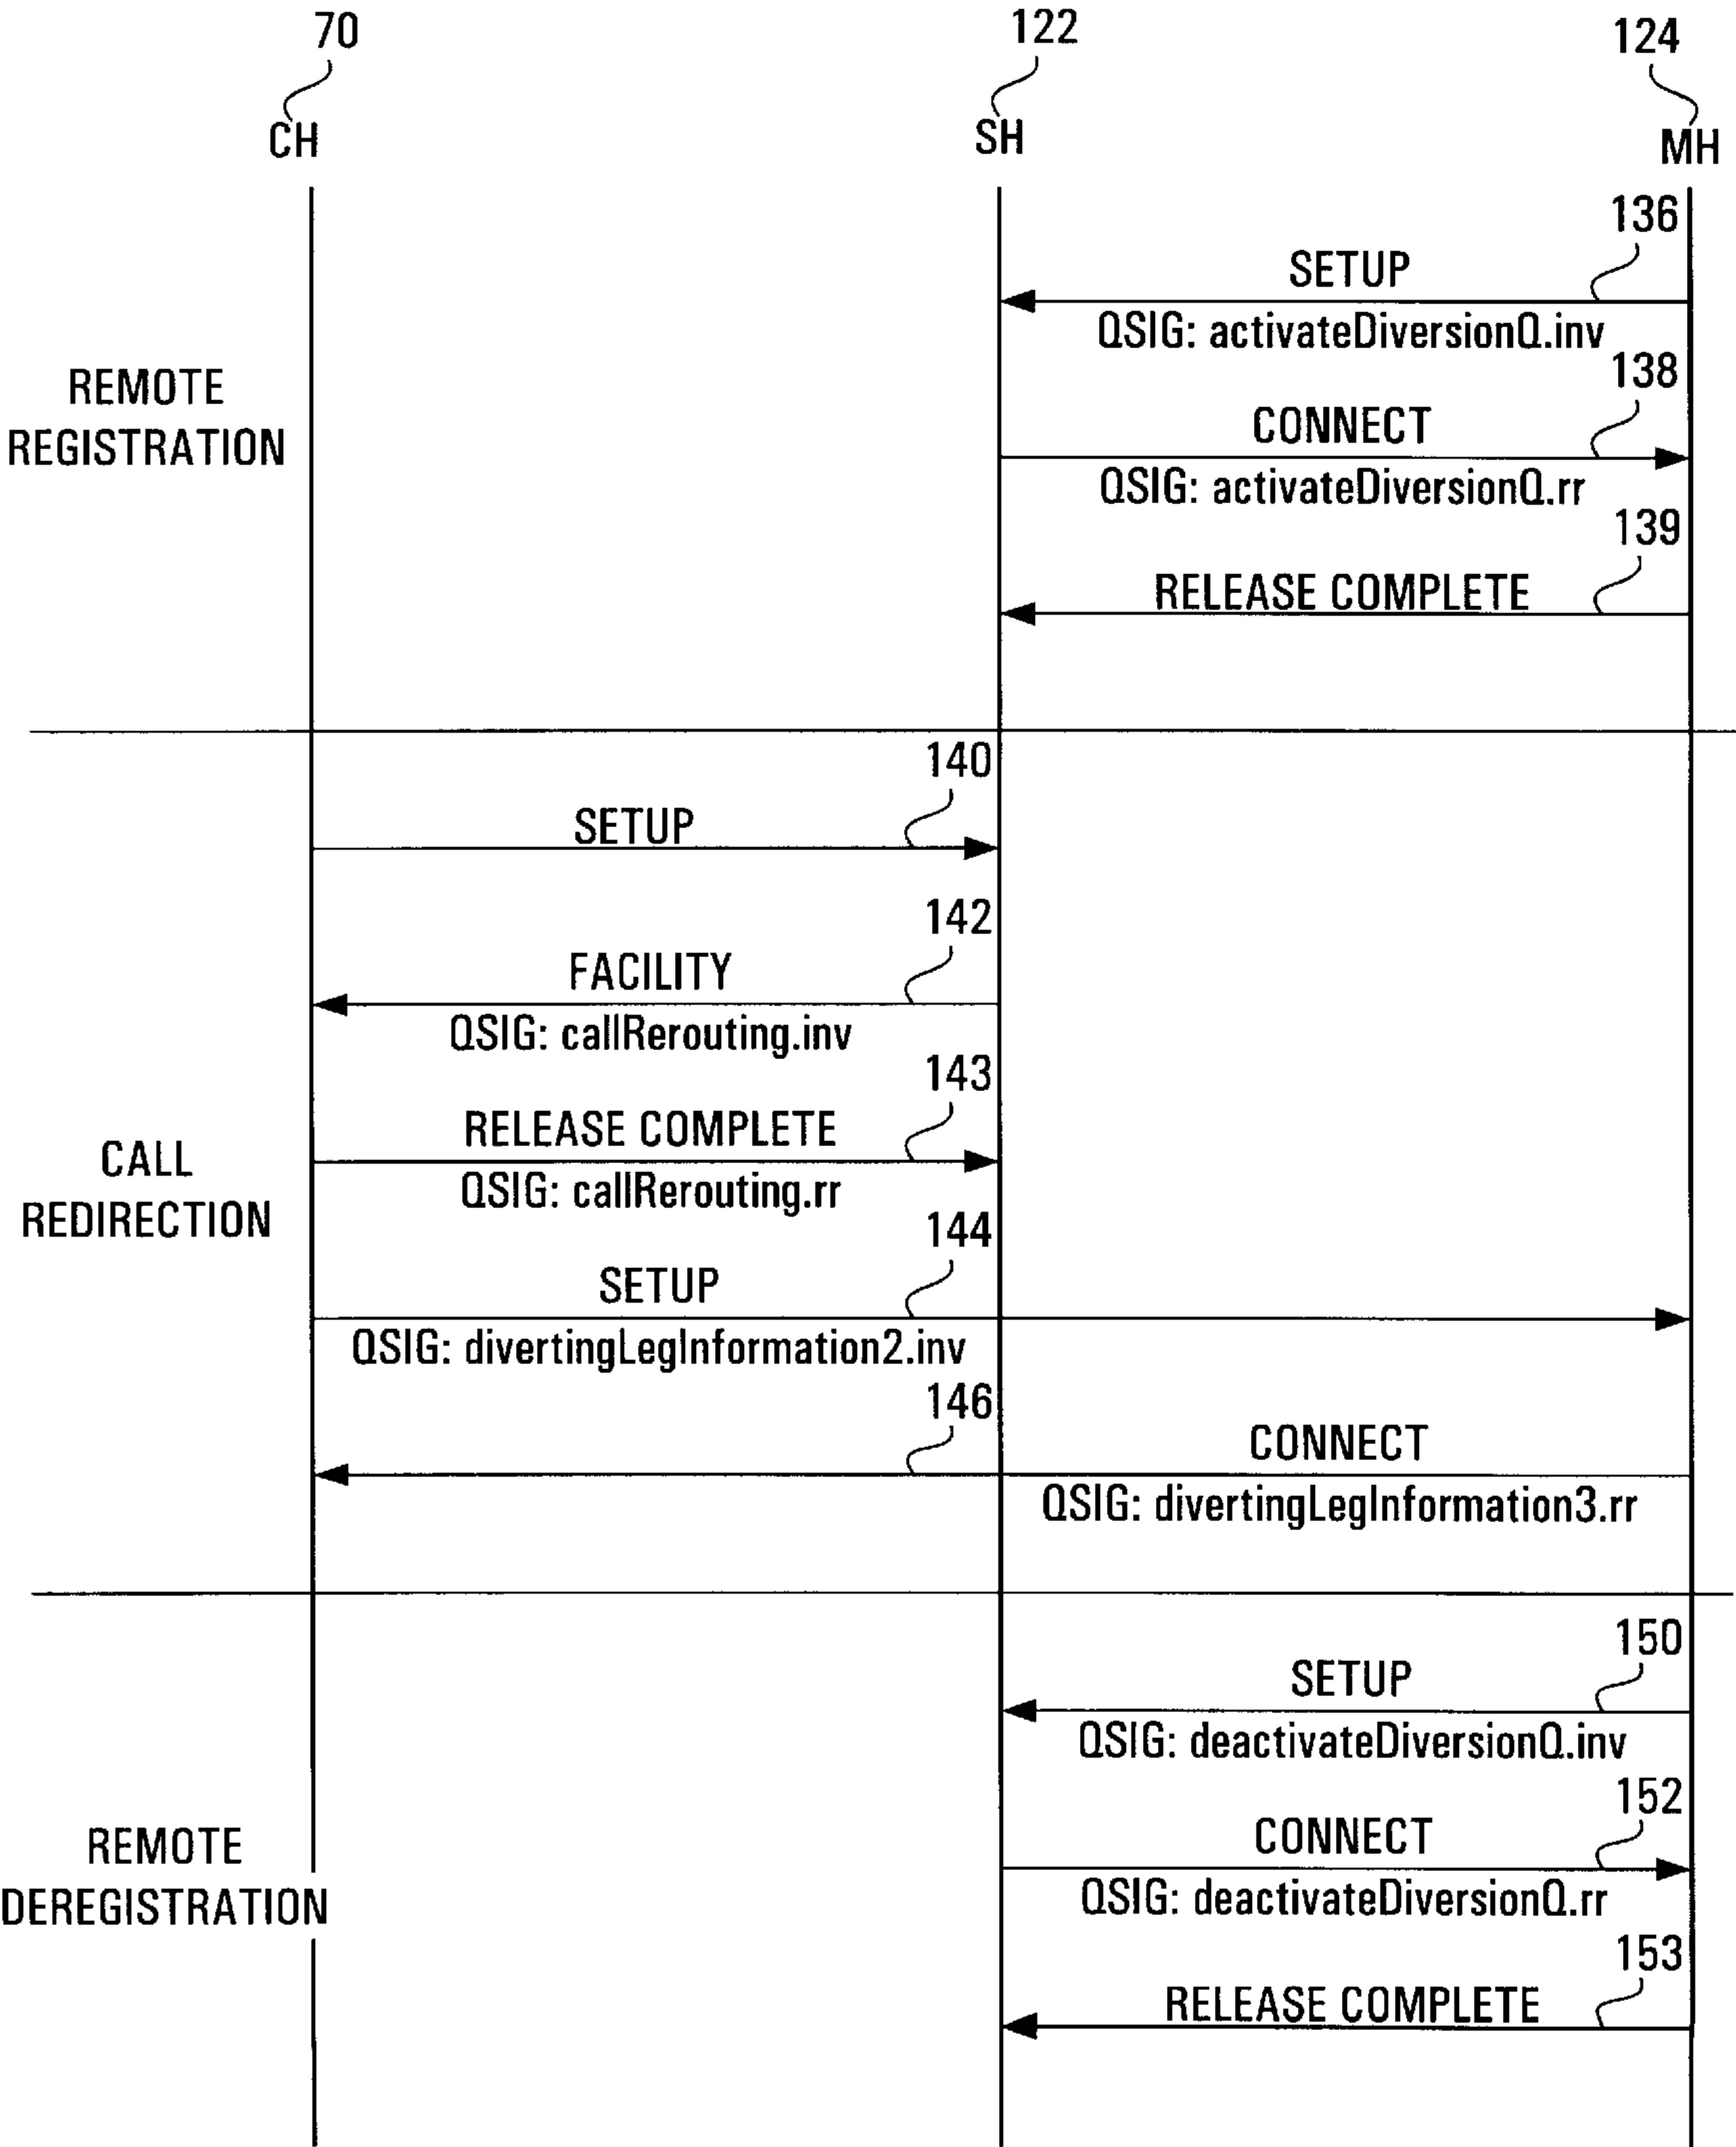 70
122
124
CH
SH
MH
136
SETUP
QSIG: activateDiversionQ.inv
138
REMOTE
REGISTRATION
CONNECT
QSIG: activateDiversionQ.rr
139
RELEASE COMPLETE
140
SETUP
142
FACILITY
QSIG: callRerouting.inv
143
RELEASE COMPLETE
QSIG: callRerouting.rr
CALL
REDIRECTION
144
SETUP
QSIG: divertingLegInformation2.inv
146
CONNECT
QSIG: divertingLegInformation3.rr
150
SETUP
QSIG: deactivateDiversionQ.inv
152
REMOTE
DEREGISTRATION
CONNECT
QSIG: deactivateDiversionQ.rr
153
RELEASE COMPLETE